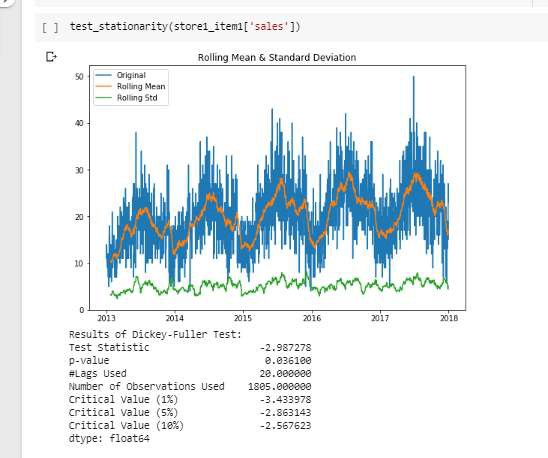 [ ] test_stationarity(store1_item1['sales'])
Rolling Mean & Standard Deviation
Original
Rolling Mean
Rolling Std
50
40
30
20
10
0
2013 2014 2015 2016 2017 2018
Results of Dickey-Fuller Test:
Test Statistic -2.987278
p-value 0.036100
#Lags Used 20.000000
Number of Observations Used 1805.000000
Critical Value (1%) -3.433978
Critical Value (5%) -2.863143
Critical Value (10%) -2.567623
dtype: float64